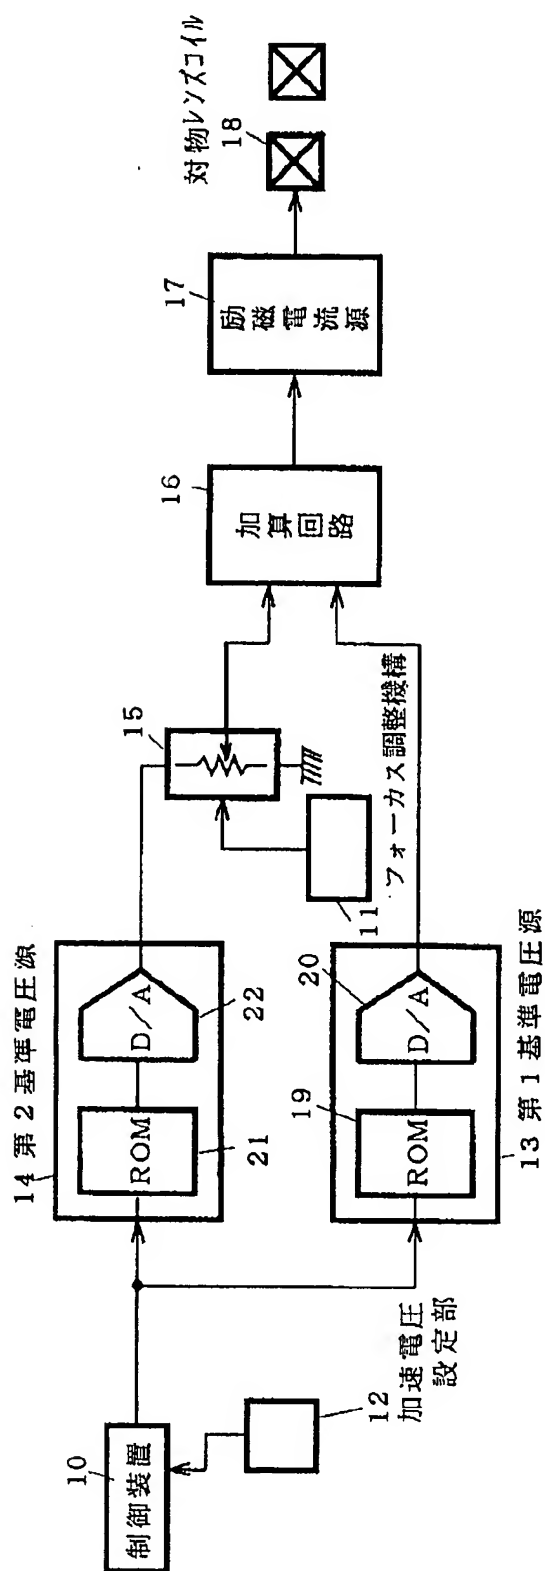 10
制御装置
12
加速電圧
設定部
14 第2基準電圧源
ROM
21
D/A
22
13 第1基準電圧源
19
ROM
20
D/A
11
フォーカス調整機構
15
16
加算回路
17
励磁電流源
対物レンズコイル
18